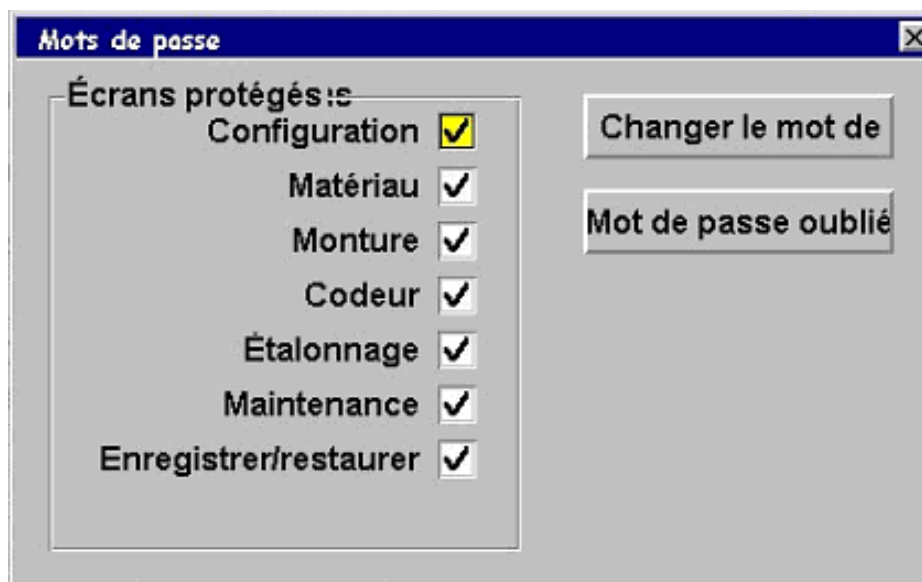 Mots de passe
Écrans protégés
Configuration
Matériau
Monture
Codeur
Étalonnage
Maintenance
Enregistrer/restaurer
Changer le mot de
Mot de passe oublié